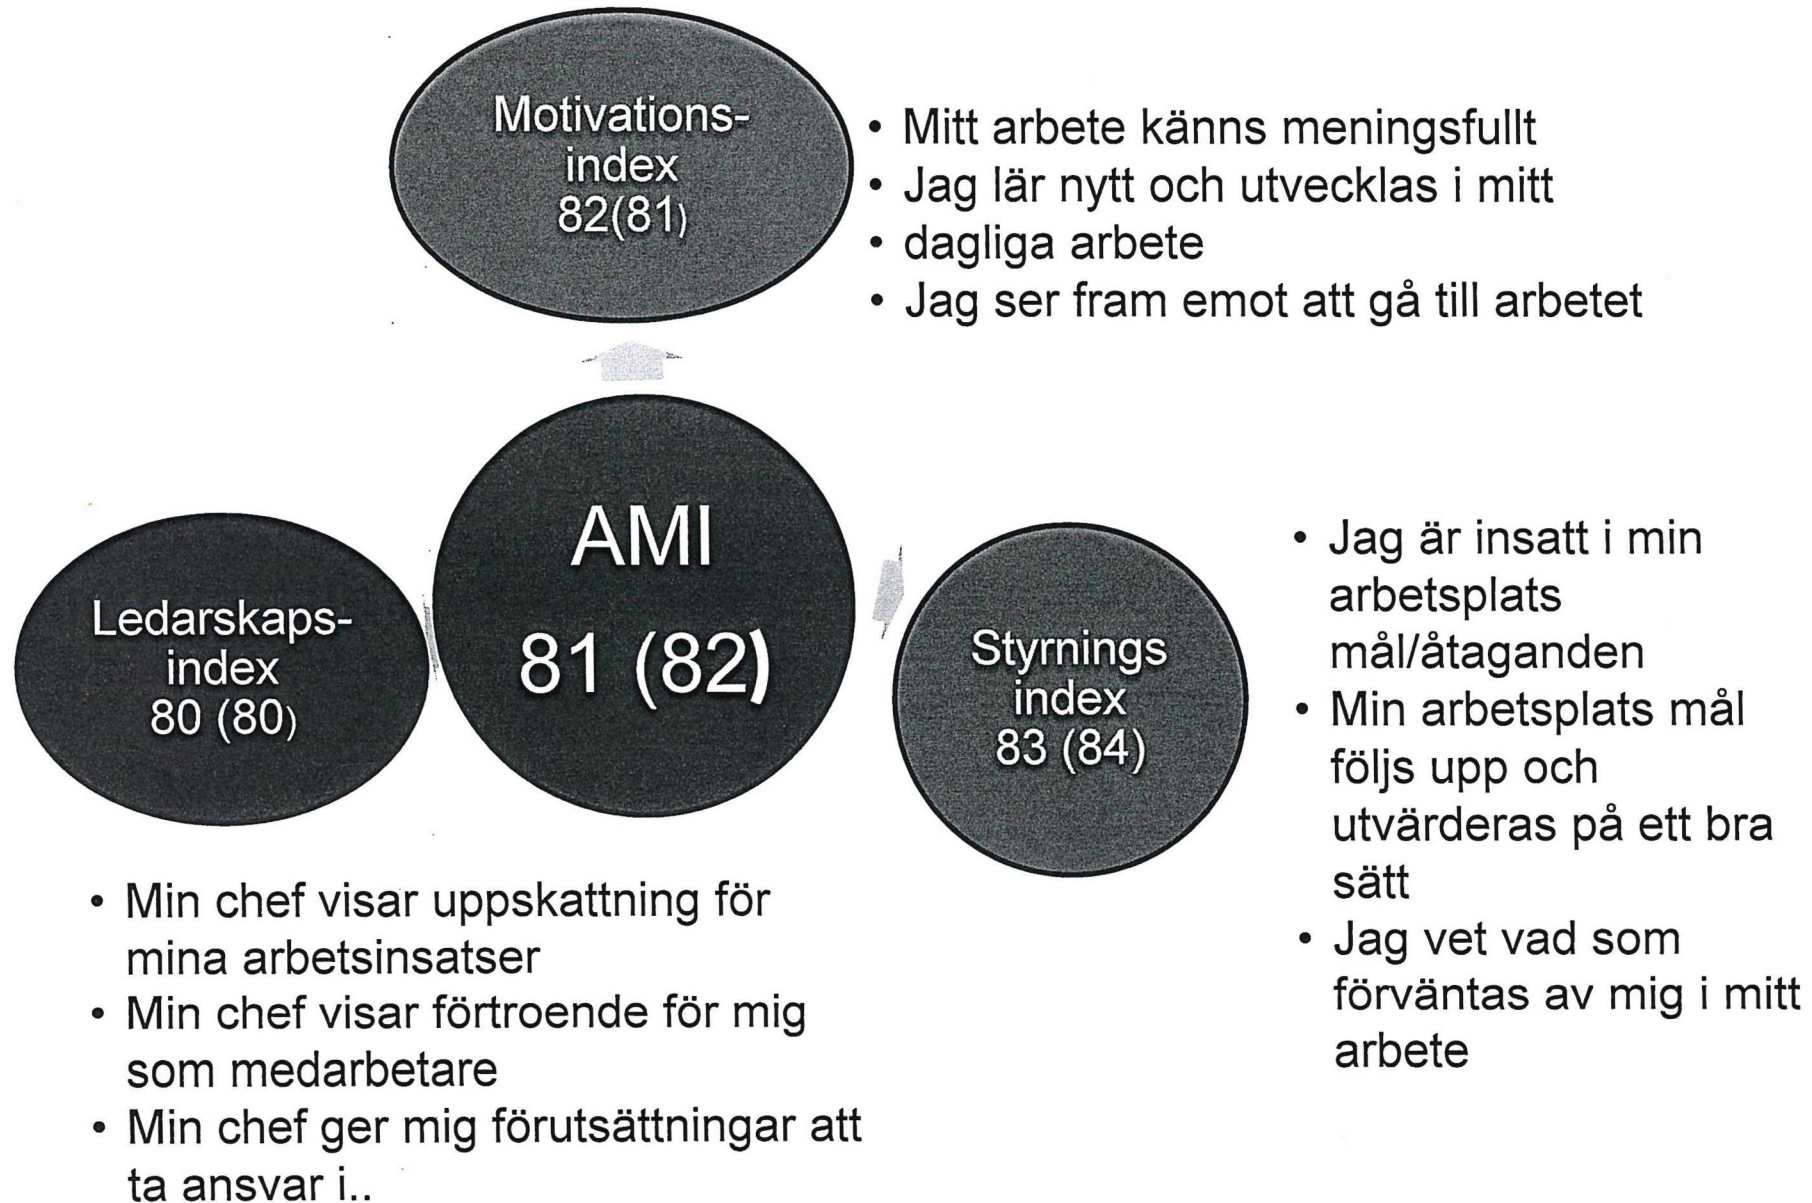 Motivations-
index
82(81)
• Mitt arbete känns meningsfullt
• Jag lär nytt och utvecklas i mitt
• dagliga arbete
• Jag ser fram emot att gå till arbetet
AMI
81 (82)
Ledarskaps-
index
80 (80)
Styrnings
index
83 (84)
• Jag är insatt i min
arbetsplats
mål/åtaganden
• Min arbetsplats mål
följs upp och
utvärderas på ett bra
sätt
• Jag vet vad som
förväntas av mig i mitt
arbete
• Min chef visar uppskattning för
mina arbetsinsatser
• Min chef visar förtroende för mig
som medarbetare
• Min chef ger mig förutsättningar att
ta ansvar i..